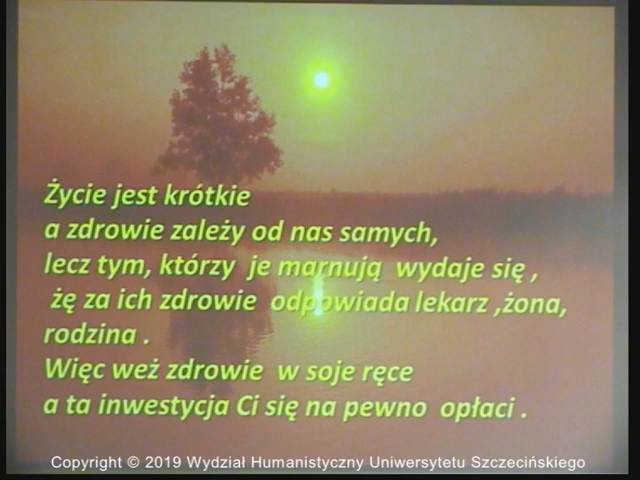 Życie jest krótkie
a zdrowie zależy od nas samych,
lecz tym, którzy je marnują wydaje się ,
żę za ich zdrowie odpowiada lekarz ,żona,
rodzina .
Więc weż zdrowie w soje ręce
a ta inwestycja Ci się na pewno opłaci .
Copyright © 2019 Wydział Humanistyczny Uniwersytetu Szczecińskiego